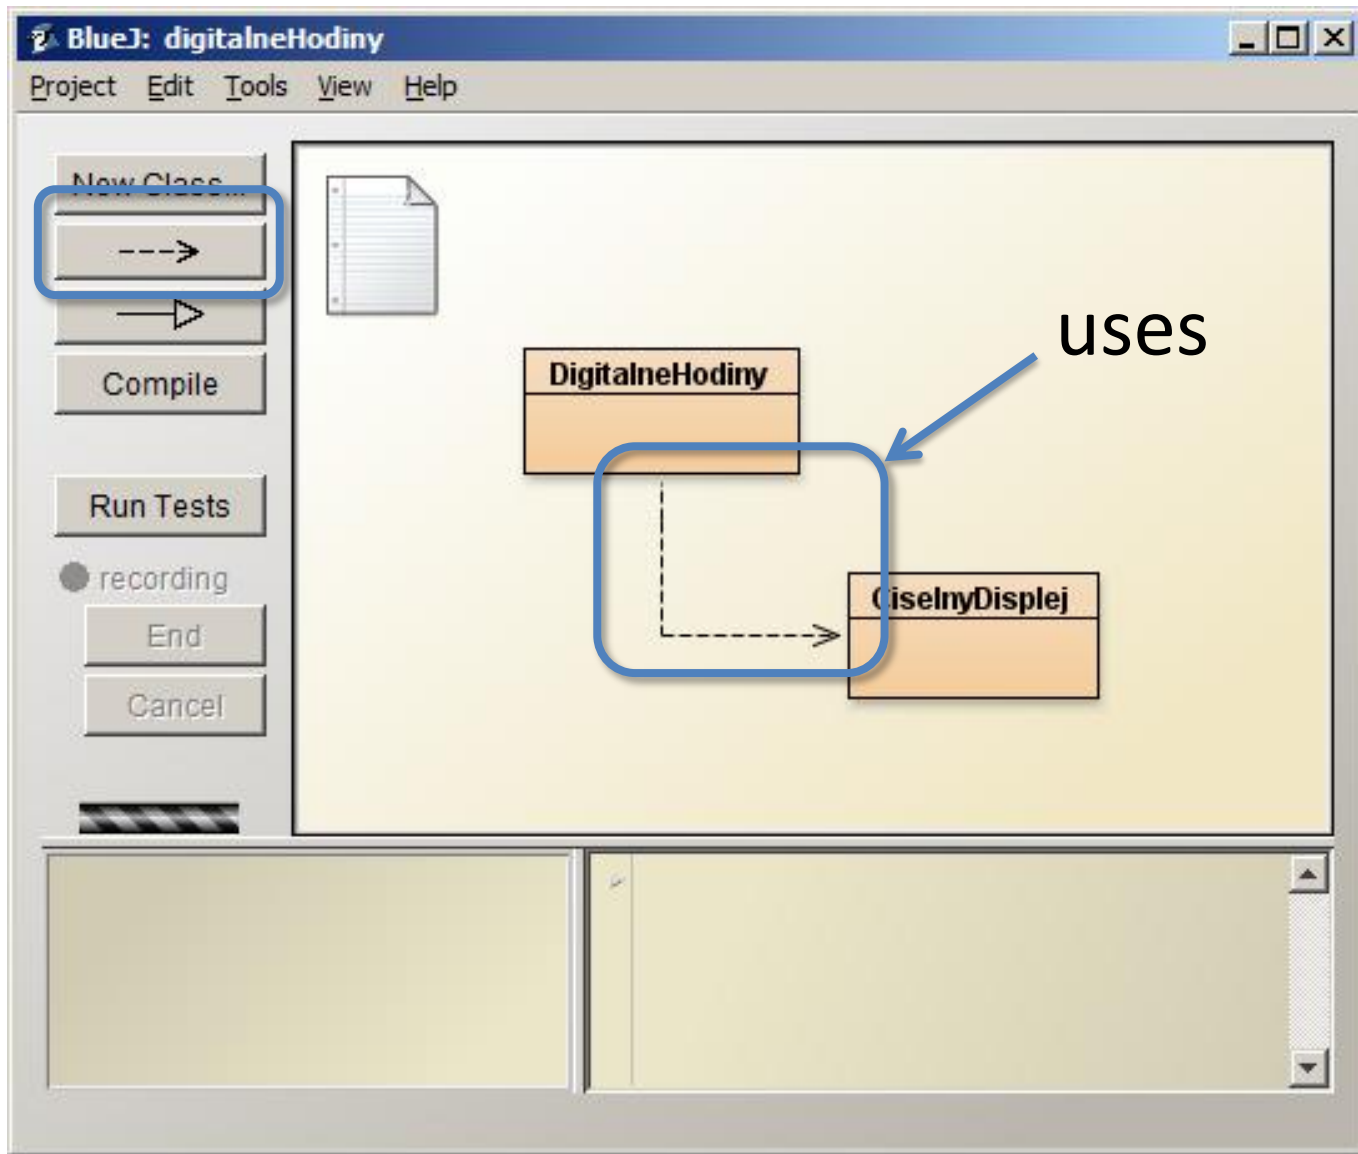 BlueJ: digitalneHodiny
Project Edit Tools View Help
New Class...
Compile
Run Tests
recording
End
Cancel
DigitalneHodiny
uses
CiselnyDisplej